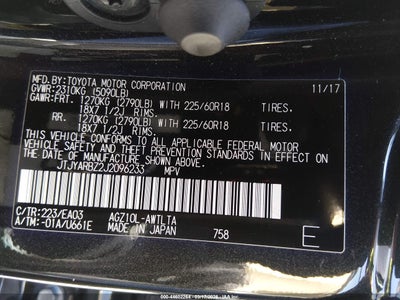 MFD. BY: TOYOTA MOTOR CORPORATION 11/17
GVWR: 2310KG (5090LB)
GAWR: FRT. 1270KG (2790LB) WITH 225/60R18 TIRES.
18X7 1/2J RIMS.
RR. 1270KG (2790LB) WITH 225/60R18 TIRES.
18X7 1/2J RIMS.
THIS VEHICLE CONFORMS TO ALL APPLICABLE FEDERAL MOTOR
VEHICLE SAFETY, BUMPER, AND THEFT PREVENTION STANDARDS
IN EFFECT ON THE DATE OF MANUFACTURE SHOWN ABOVE.
JTJYARBZ2J2096233 MPV
C/TR: 223/EA03 AGZ10L-AWTLTA
A/TM: -01A/U661E MADE IN JAPAN 758 E